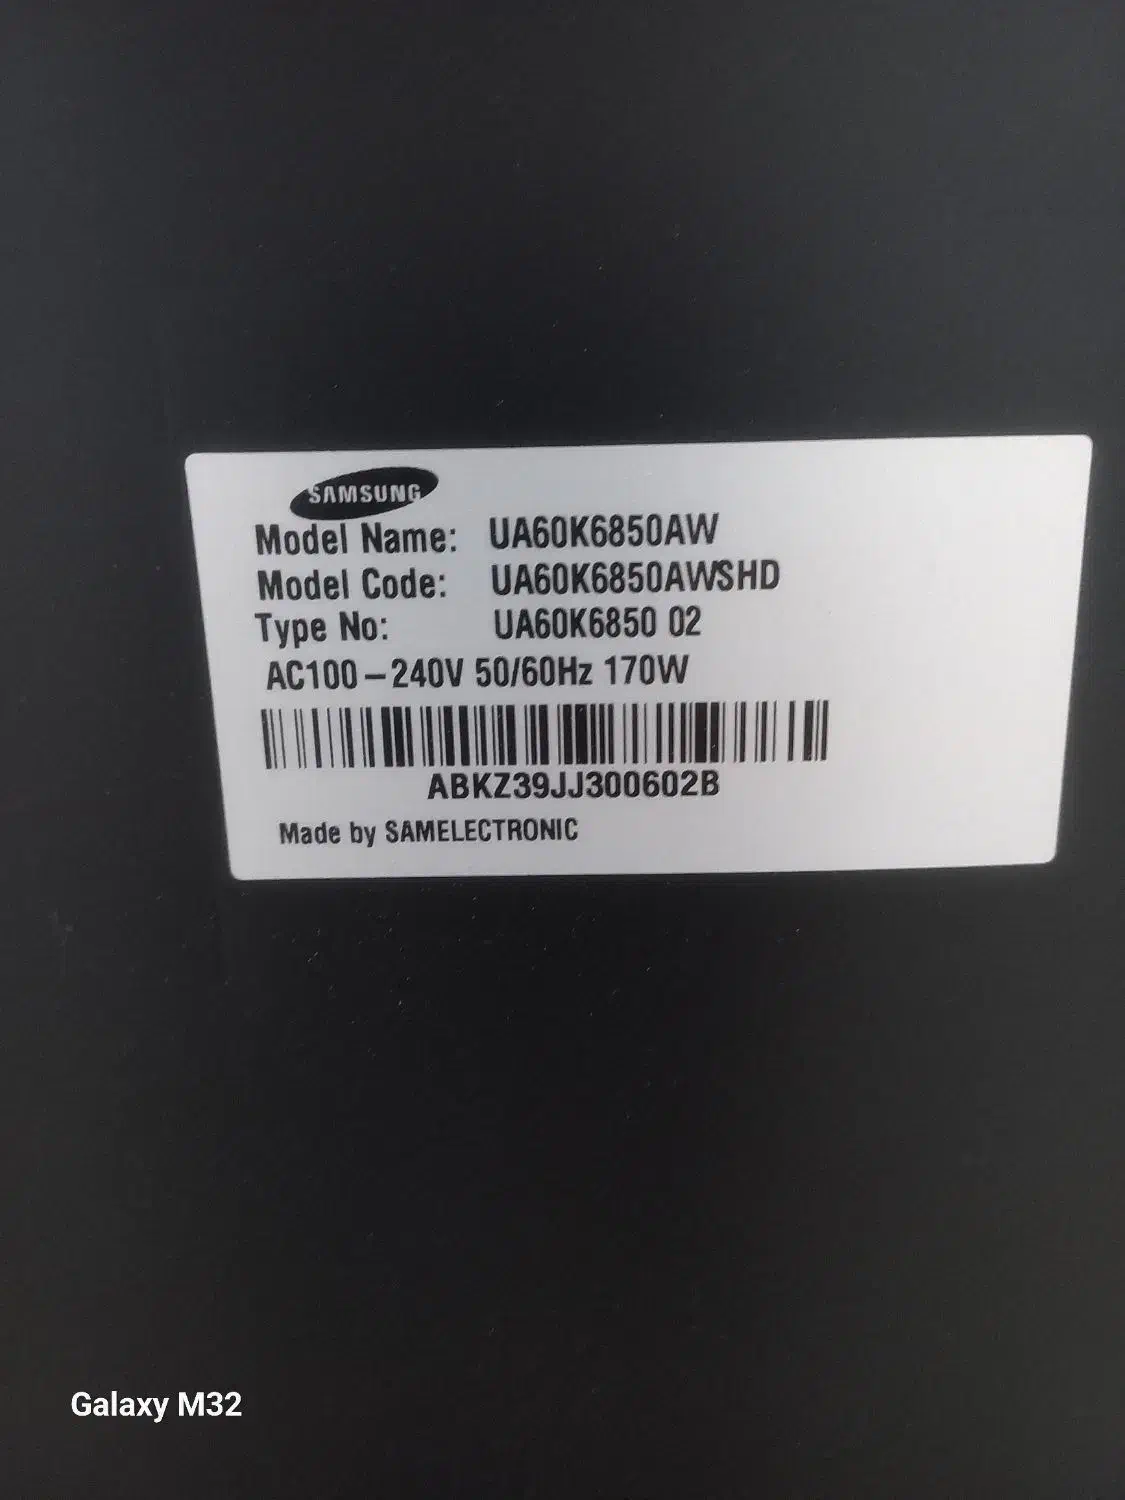 SAMSUNG
Model Name: UA60K6850AW
Model Code: UA60K6850AWSHD
Type No: UA60K6850 02
AC100-240V 50/60Hz 170W
ABKZ39JJ300602B
Made by SAMELECTRONIC
Galaxy M32